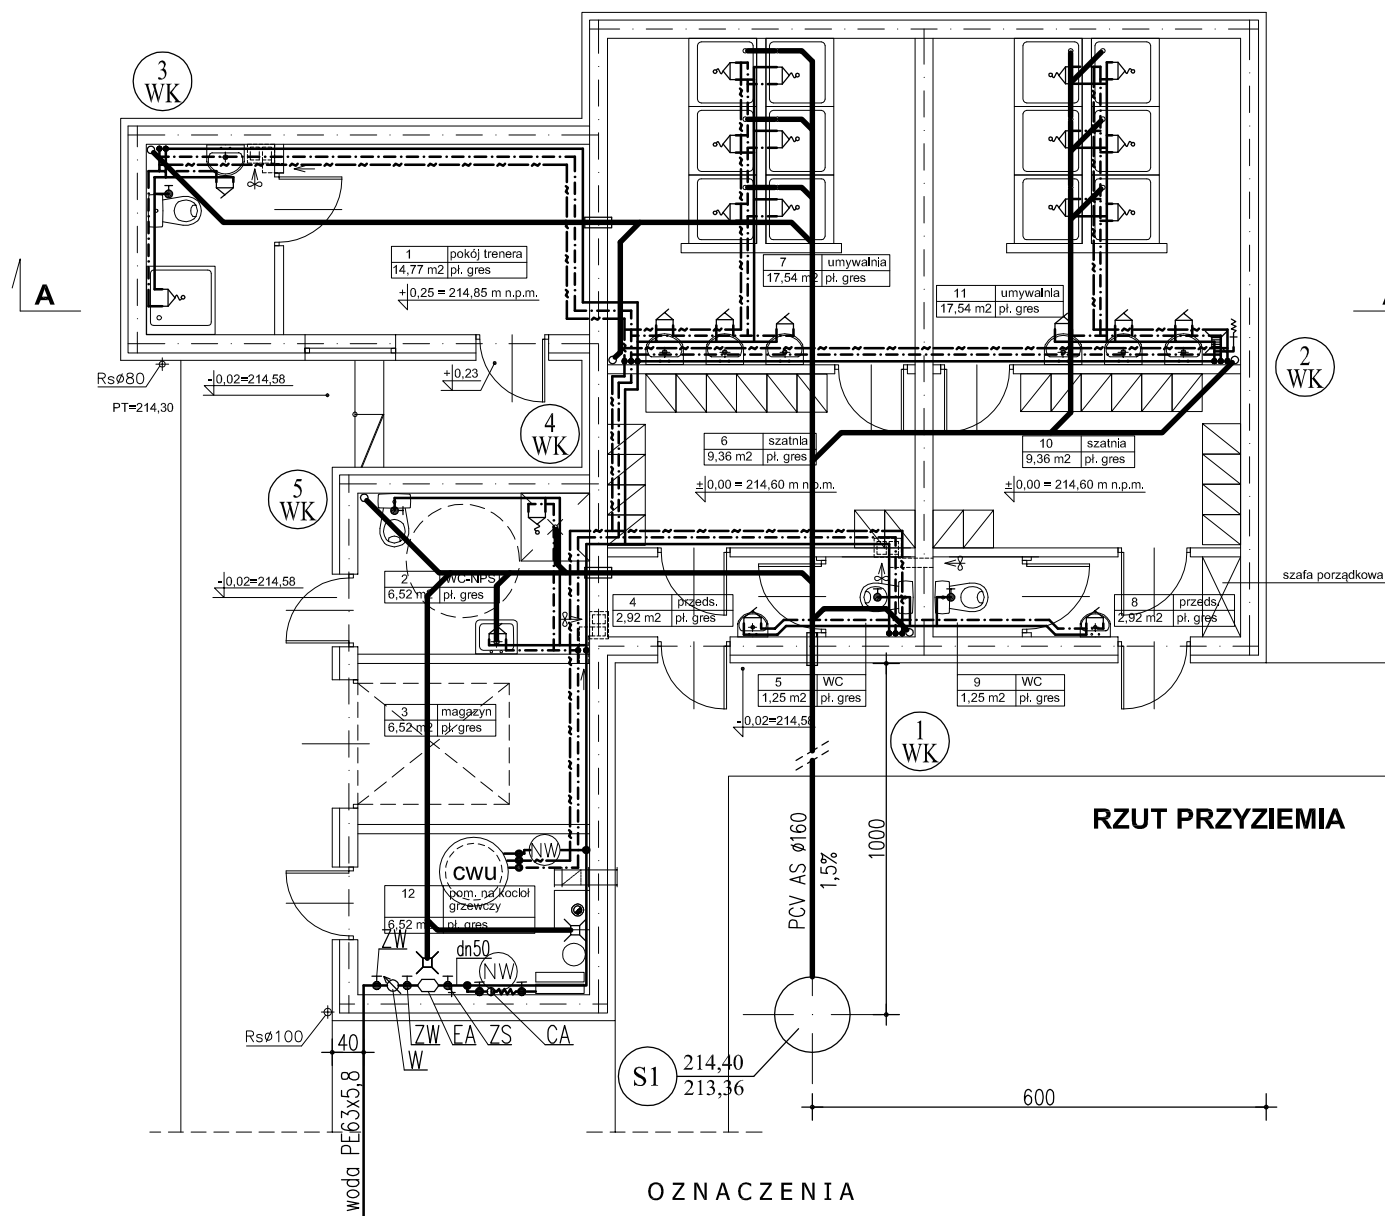 3
WK
1 pokój trenera
14,77 m2 pł. gres
+0,25 = 214,85 m n.p.m.
7 umywalnia
17,54 m2 pł. gres
11 umywalnia
17,54 m2 pł. gres
A
Rsø80
PT=214,30
-0,02=214,58
+0,23
2
WK
4
WK
6 szatnia
9,36 m2 pł. gres
10 szatnia
9,36 m2 pł. gres
±0,00 = 214,60 m n.p.m.
±0,00 = 214,60 m n.p.m.
5
WK
-0,02=214,58
2 WC-NPS
6,52 m2 pł. gres
szafa porządkowa
4 przeds.
2,92 m2 pł. gres
8 przeds.
2,92 m2 pł. gres
5 WC
1,25 m2 pł. gres
9 WC
1,25 m2 pł. gres
3 magazyn
6,52 m2 pł. gres
-0,02=214,58
1
WK
RZUT PRZYZIEMIA
PCV AS ø160
1,5%
1000
NW
cwu
12 pom. na kocioł
grzewczy
6,52 m2 pł. gres
ZW
dn50
NW
Rsø100
40
ZW EA ZS CA
W
S1
214,40
213,36
600
woda PE63x5,8
OZNACZENIA